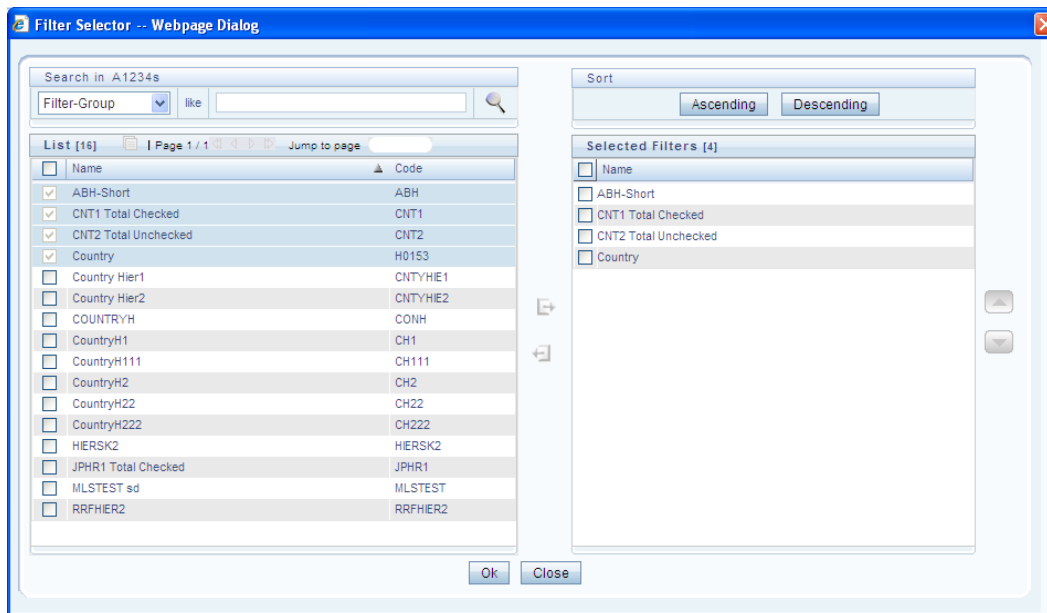 Filter Selector -- Webpage Dialog
Search in A1234s
Filter-Group like
Sort
Ascending Descending
List [16] | Page 1 / 1 Jump to page
Name Code
ABH-Short ABH
CNT1 Total Checked CNT1
CNT2 Total Unchecked CNT2
Country H0153
Country Hier1 CNTYHIE1
Country Hier2 CNTYHIE2
COUNTRYH CONH
CountryH1 CH1
CountryH111 CH111
CountryH2 CH2
CountryH22 CH22
CountryH222 CH222
HIERSK2 HIERSK2
JPHR1 Total Checked JPHR1
MLSTEST sd MLSTEST
RRFHIER2 RRFHIER2
Selected Filters [4]
Name
ABH-Short
CNT1 Total Checked
CNT2 Total Unchecked
Country
Ok Close